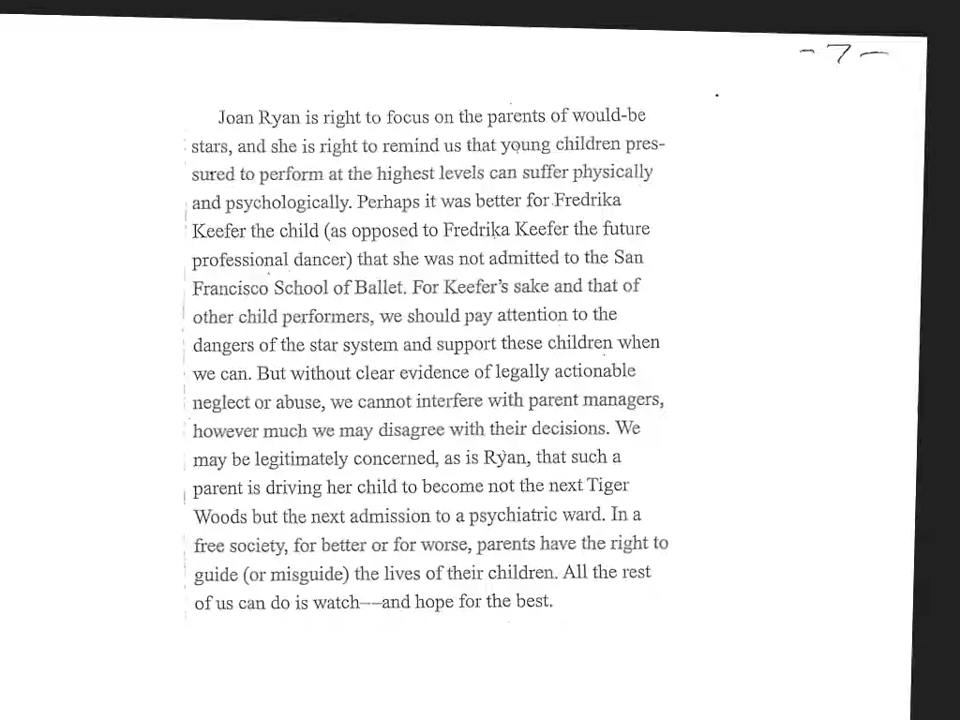 -7-
Joan Ryan is right to focus on the parents of would-be
stars, and she is right to remind us that young children pres-
sured to perform at the highest levels can suffer physically
and psychologically. Perhaps it was better for Fredrika
Keefer the child (as opposed to Fredrika Keefer the future
professional dancer) that she was not admitted to the San
Francisco School of Ballet. For Keefer's sake and that of
other child performers, we should pay attention to the
dangers of the star system and support these children when
we can. But without clear evidence of legally actionable
neglect or abuse, we cannot interfere with parent managers,
however much we may disagree with their decisions. We
may be legitimately concerned, as is Ryan, that such a
parent is driving her child to become not the next Tiger
Woods but the next admission to a psychiatric ward. In a
free society, for better or for worse, parents have the right to
guide (or misguide) the lives of their children. All the rest
of us can do is watch—and hope for the best.